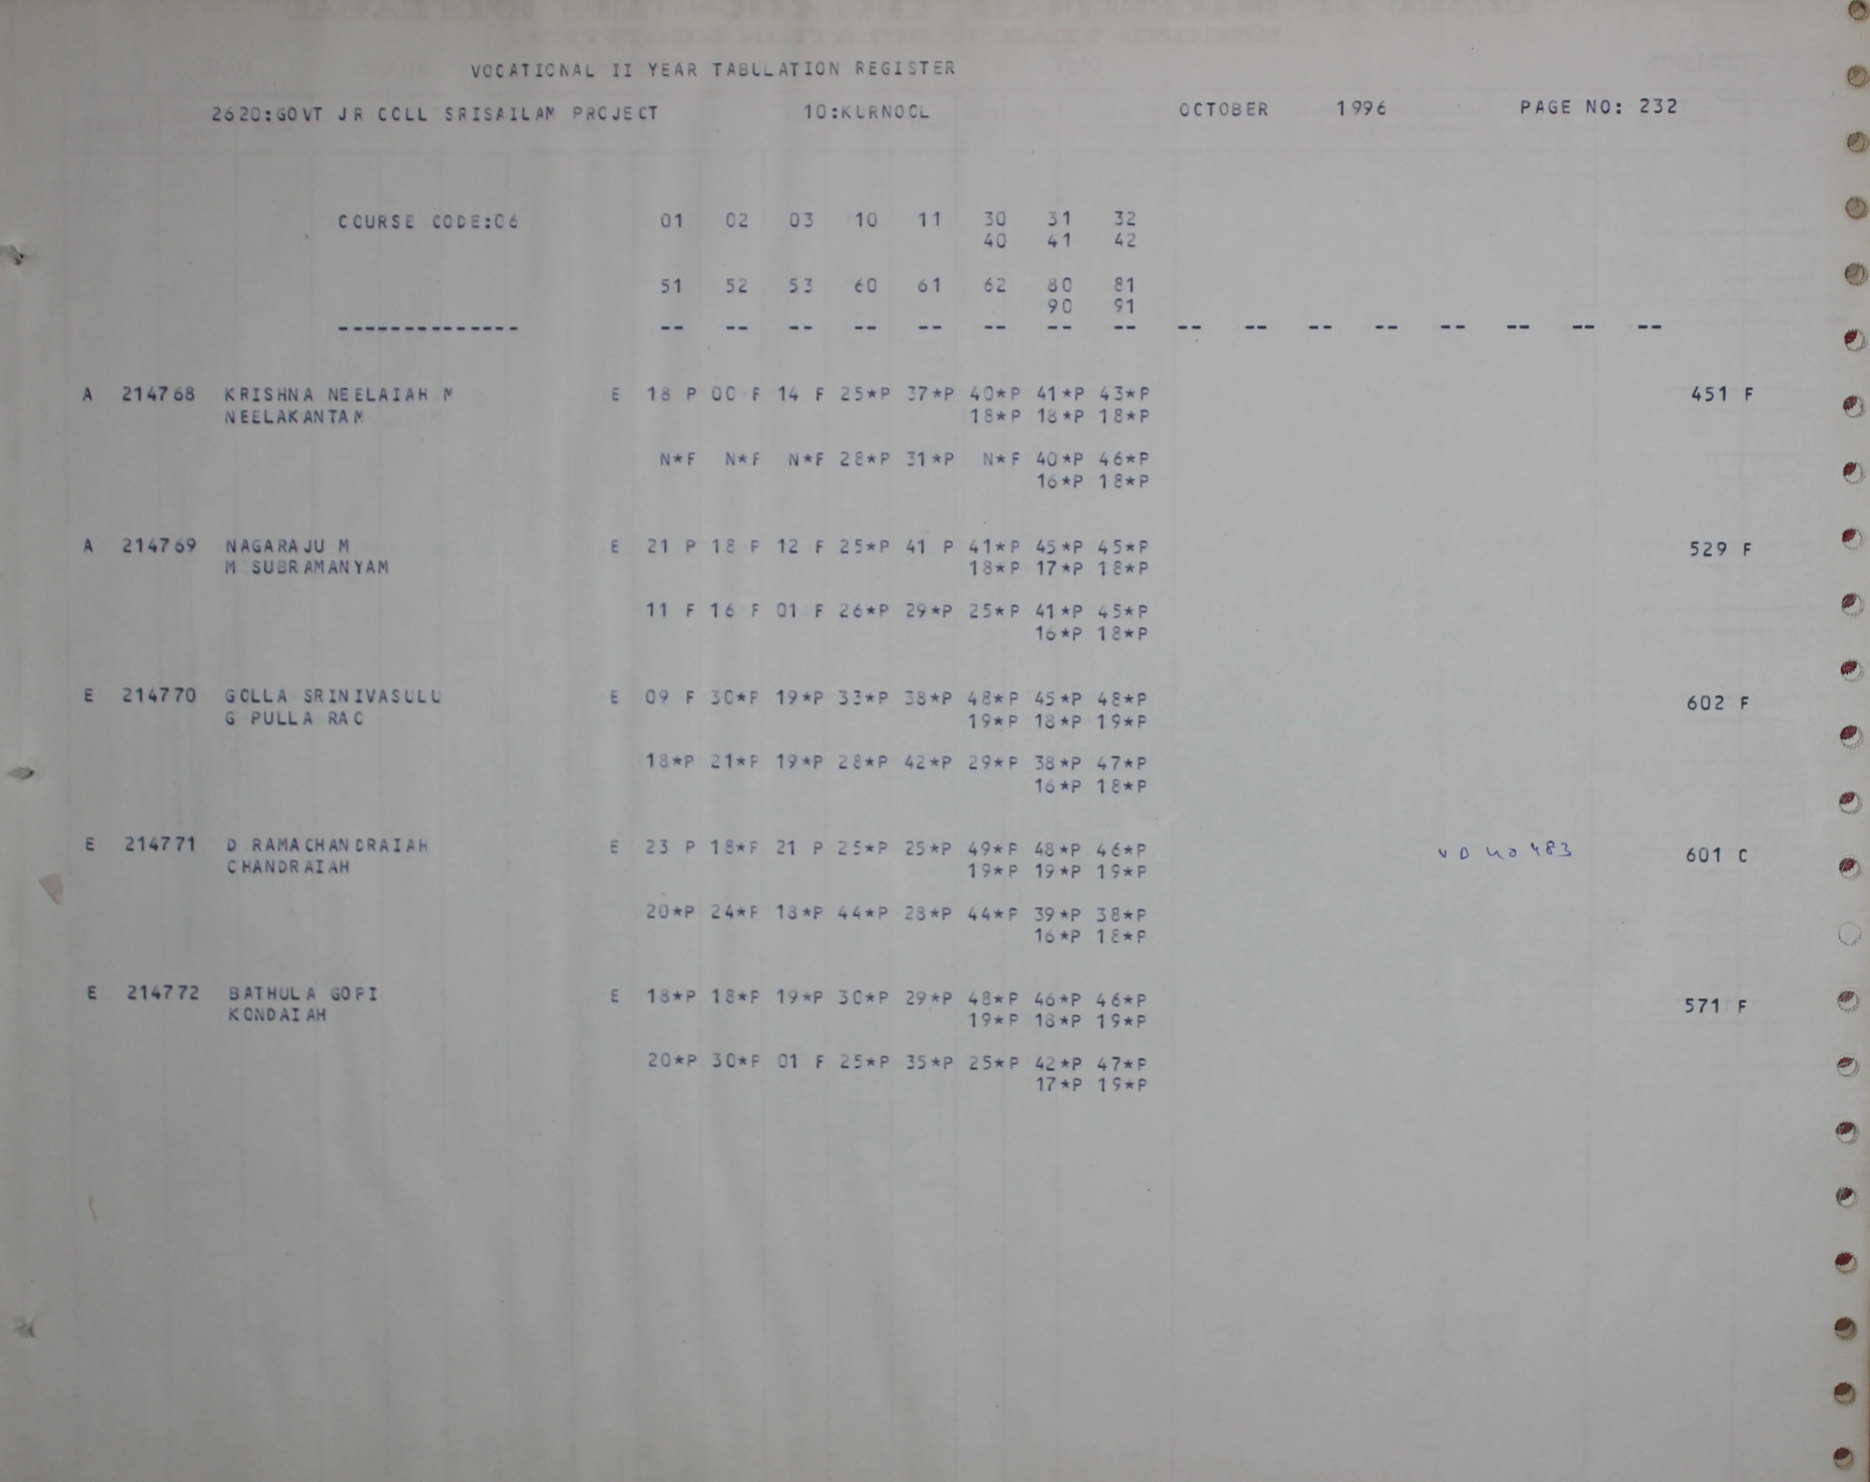 VOCATIONAL II YEAR TABULATION REGISTER
2620:GOVT JR COLL SRISAILAM PROJECT 10:KURNOOL OCTOBER 1996 PAGE NO: 232
COURSE CODE:06 01 02 03 10 11 30 31 32
40 41 42
51 52 53 60 61 62 80 81
90 91
-------------- -- -- -- -- -- -- -- -- -- -- -- -- -- -- -- --
A 214768 KRISHNA NEELAIAH M E 18 P 00 F 14 F 25*P 37*P 40*P 41*P 43*P 451 F
NEELAKANTAM 18*P 18*P 18*P
N*F N*F N*F 28*P 31*P N*F 40*P 46*P
16*P 18*P
A 214769 NAGARAJU M E 21 P 18 P 12 F 25*P 41 P 41*P 45*P 45*P 529 F
M SUBRAMANYAM 18*P 17*P 18*P
11 F 16 F 01 F 26*P 29*P 25*P 41*P 45*P
16*P 18*P
E 214770 GOLLA SRINIVASULU E 09 F 30*P 19*P 33*P 38*P 48*P 45*P 48*P 602 F
G PULLA RAO 19*P 18*P 19*P
18*P 21*P 19*P 28*P 42*P 29*P 38*P 47*P
16*P 18*P
E 214771 D RAMACHANDRAIAH E 23 P 18*P 21 P 25*P 25*P 49*P 48*P 46*P 601 C
CHANDRAIAH 19*P 19*P 19*P
20*P 24*P 18*P 44*P 28*P 44*P 39*P 38*P
16*P 18*P
E 214772 BATHULA GOPI E 18*P 18*P 19*P 30*P 29*P 48*P 46*P 46*P 571 F
KONDAIAH 19*P 18*P 19*P
20*P 30*P 01 F 25*P 35*P 25*P 42*P 47*P
17*P 19*P